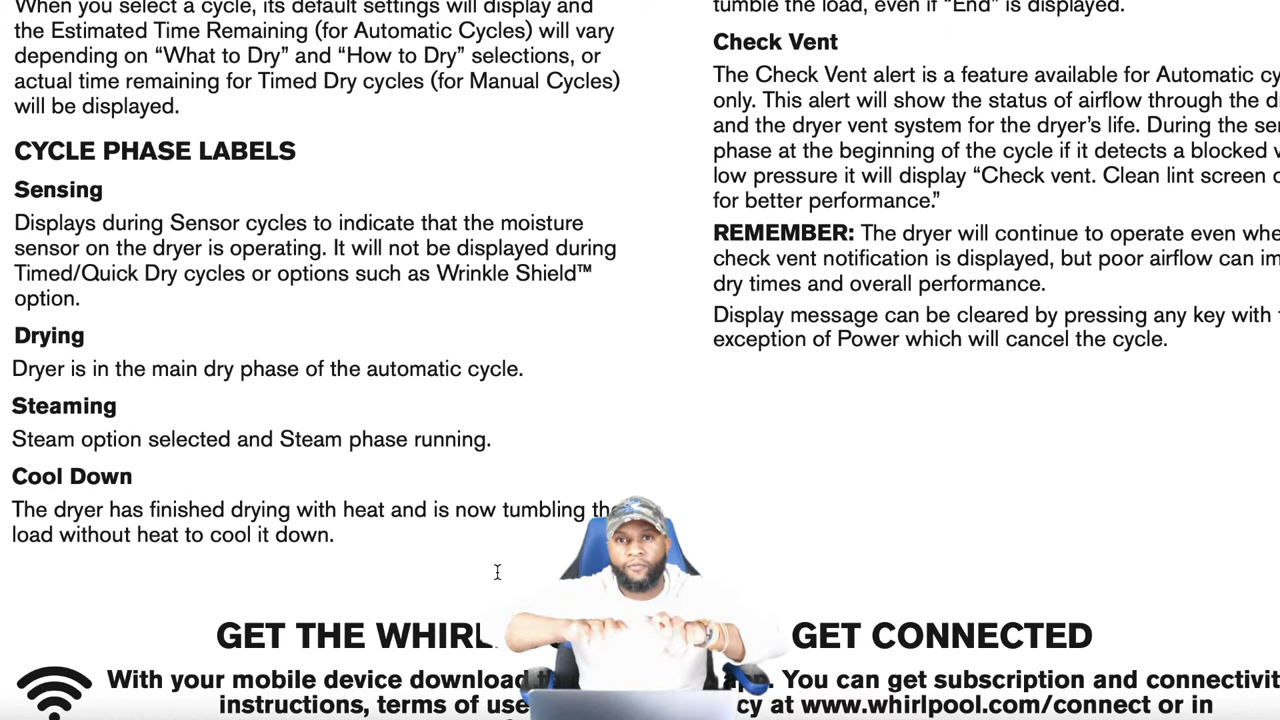 When you select a cycle, its default settings will display and
the Estimated Time Remaining (for Automatic Cycles) will vary
depending on “What to Dry” and “How to Dry” selections, or
actual time remaining for Timed Dry cycles (for Manual Cycles)
will be displayed.
CYCLE PHASE LABELS
Sensing
Displays during Sensor cycles to indicate that the moisture
sensor on the dryer is operating. It will not be displayed during
Timed/Quick Dry cycles or options such as Wrinkle Shield™
option.
Drying
Dryer is in the main dry phase of the automatic cycle.
Steaming
Steam option selected and Steam phase running.
Cool Down
The dryer has finished drying with heat and is now tumbling
load without heat to cool it down.
tumble the load, even if “End” is displayed.
Check Vent
The Check Vent alert is a feature available for Automatic
only. This alert will show the status of airflow through the
and the dryer vent system for the dryer’s life. During the
phase at the beginning of the cycle if it detects a blocked
low pressure it will display “Check vent. Clean lint screen
for better performance.”
REMEMBER: The dryer will continue to operate even
check vent notification is displayed, but poor airflow can
dry times and overall performance.
Display message can be cleared by pressing any key with
exception of Power which will cancel the cycle.
GET THE GET CONNECTED
With your mobile device download You can get subscription and
instructions, terms of use at www.whirlpool.com/connect or in